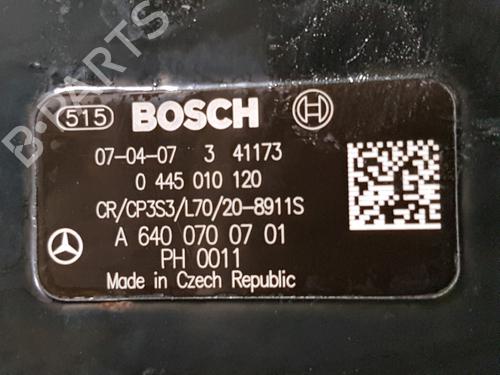 B-PARTS
515 BOSCH
07-04-07 3 41173
0 445 010 120
CR/CP3S3/L70/20-8911S
A 640 070 07 01
PH 0011
Made in Czech Republic